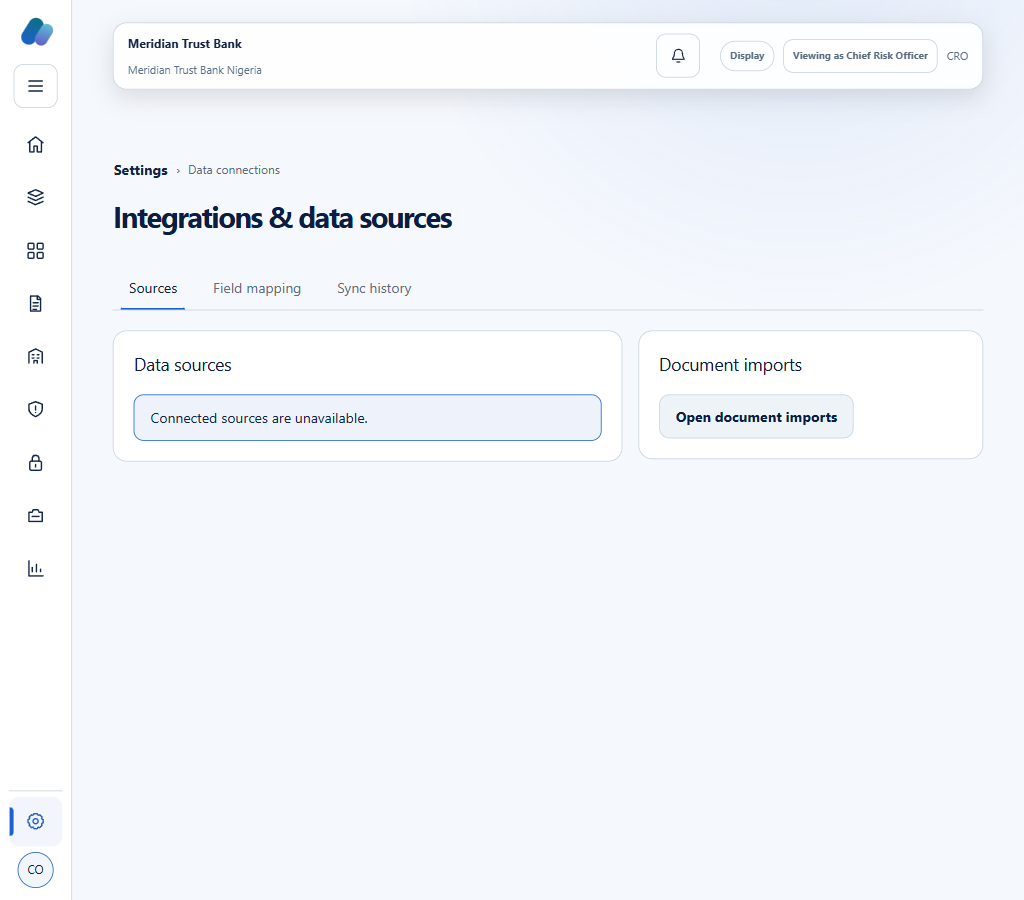 Meridian Trust Bank
Meridian Trust Bank Nigeria
Display
Viewing as Chief Risk Officer
CRO
Settings › Data connections
Integrations & data sources
Sources
Field mapping
Sync history
Data sources
Connected sources are unavailable.
Document imports
Open document imports
CO